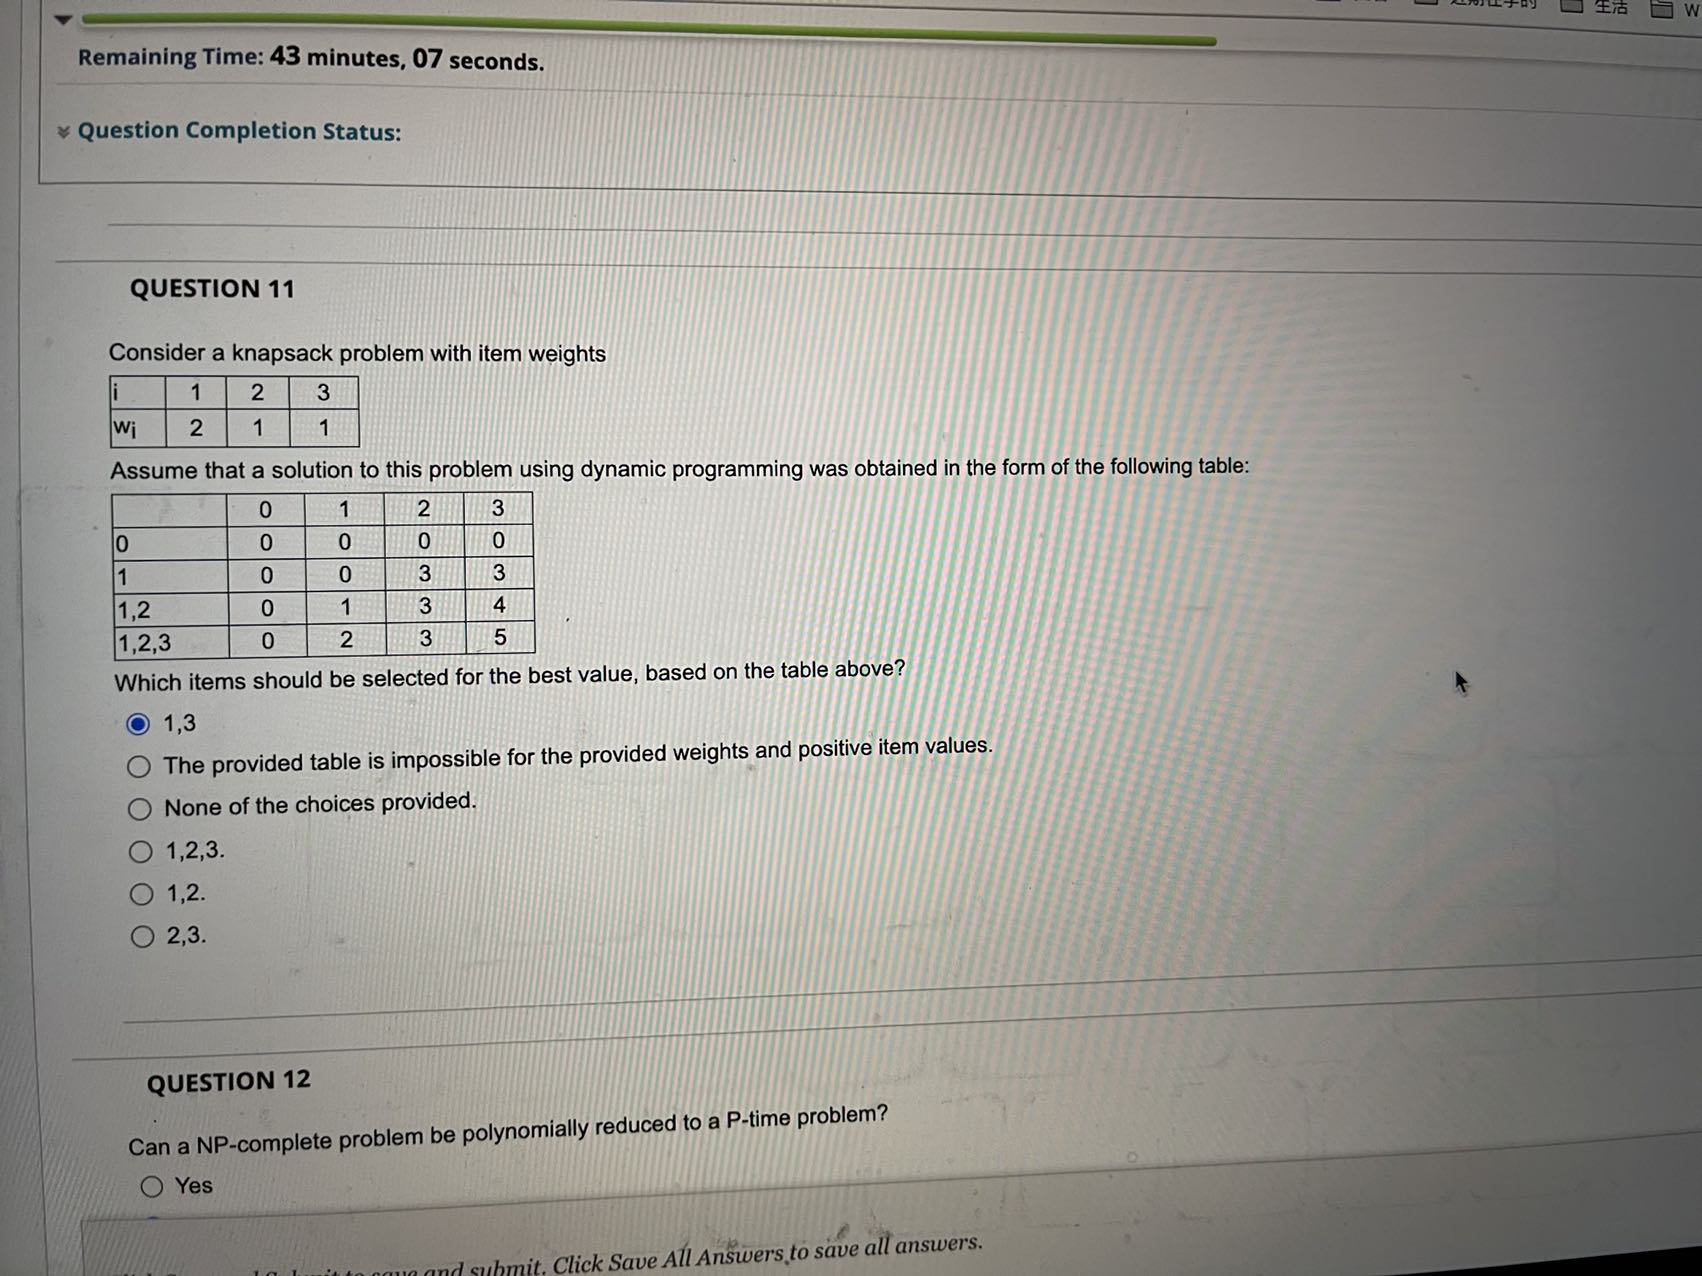 生活
W
Remaining Time: 43 minutes, 07 seconds.
Question Completion Status:
QUESTION 11
Consider a knapsack problem with item weights
i 1 2 3
wi 2 1 1
Assume that a solution to this problem using dynamic programming was obtained in the form of the following table:
0 1 2 3
0 0 0 0 0
1 0 0 3 3
1,2 0 1 3 4
1,2,3 0 2 3 5
Which items should be selected for the best value, based on the table above?
1,3
The provided table is impossible for the provided weights and positive item values.
None of the choices provided.
1,2,3.
1,2.
2,3.
QUESTION 12
Can a NP-complete problem be polynomially reduced to a P-time problem?
Yes
to save and submit. Click Save All Answers to save all answers.